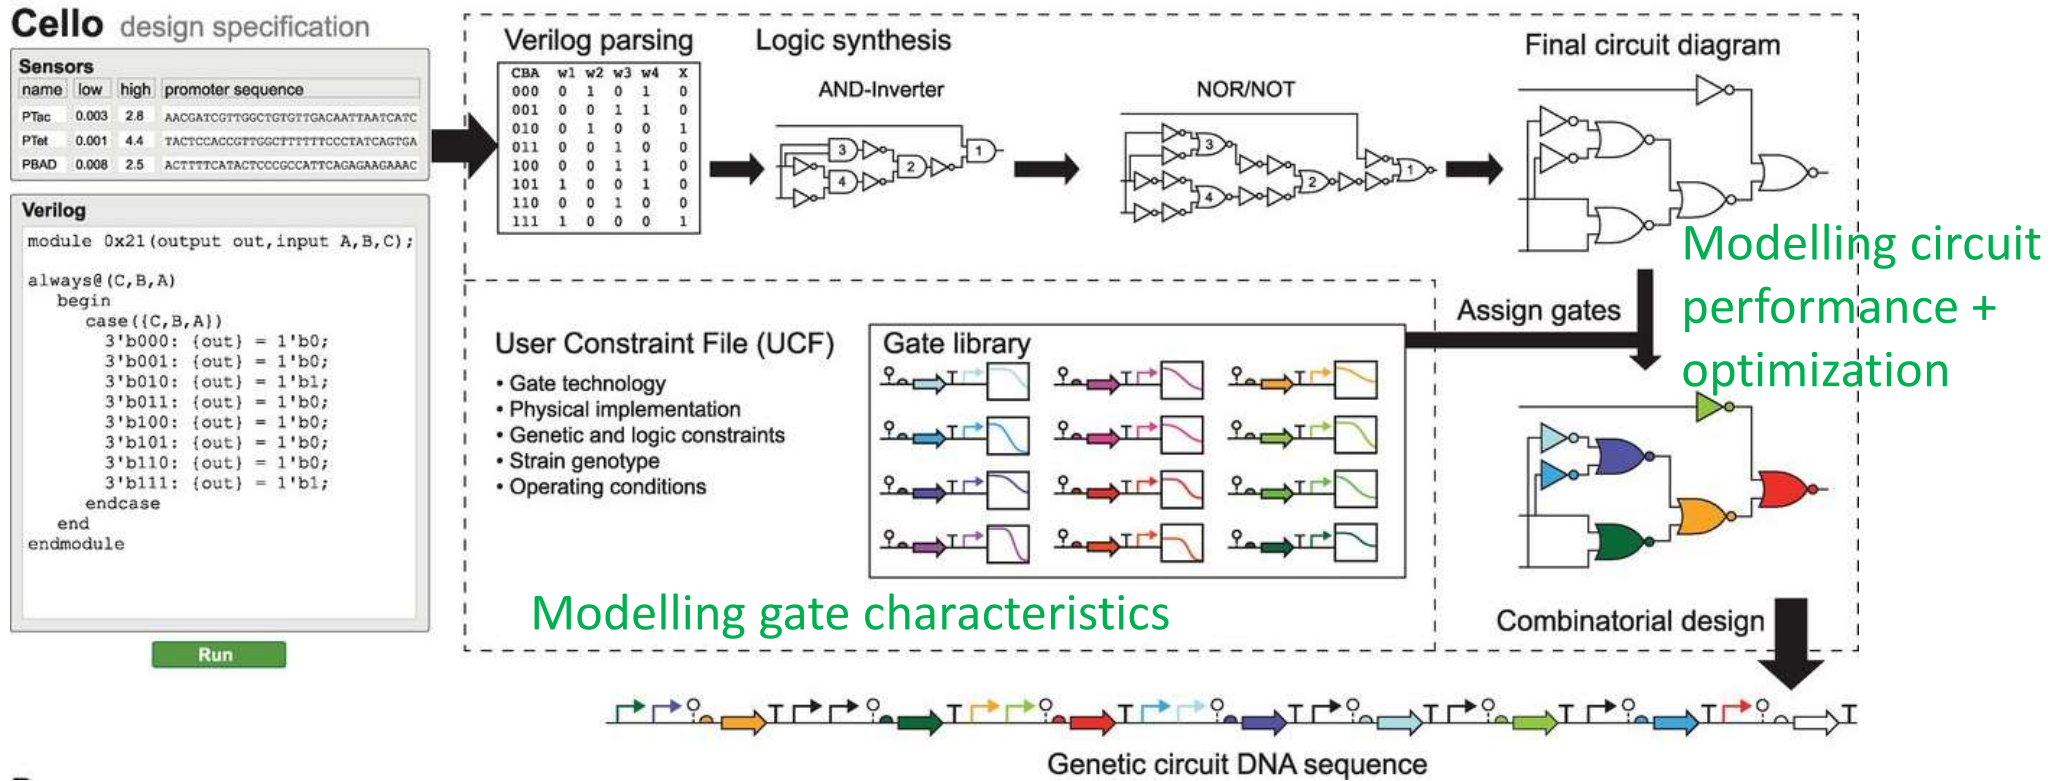 Cello design specification
Sensors
name low high promoter sequence
PTac 0.003 2.8 AACGATCGTTGGCTGTGTTGACAATTAATCATC
PTet 0.001 4.4 TACTCCACCGTTGGCTTTTTTCCCTATCAGTGA
PBAD 0.008 2.5 ACTTTTCATACTCCCGCCATTCAGAGAAGAAAC
Verilog
module 0x21(output out,input A,B,C);
always@(C,B,A)
begin
case({C,B,A})
3'b000: {out} = 1'b0;
3'b001: {out} = 1'b0;
3'b010: {out} = 1'b1;
3'b011: {out} = 1'b0;
3'b100: {out} = 1'b0;
3'b101: {out} = 1'b0;
3'b110: {out} = 1'b0;
3'b111: {out} = 1'b1;
endcase
end
endmodule
Run
Verilog parsing
CBA w1 w2 w3 w4 X
000 0 1 0 1 0
001 0 0 1 1 0
010 0 1 0 0 1
011 0 0 1 0 0
100 0 0 1 1 0
101 1 0 0 1 0
110 0 0 1 0 0
111 1 0 0 0 1
Logic synthesis
AND-Inverter
3
4
2
1
NOR/NOT
3
4
2
1
Final circuit diagram
Modelling circuit
performance +
optimization
Assign gates
User Constraint File (UCF)
• Gate technology
• Physical implementation
• Genetic and logic constraints
• Strain genotype
• Operating conditions
Gate library
Modelling gate characteristics
Combinatorial design
Genetic circuit DNA sequence